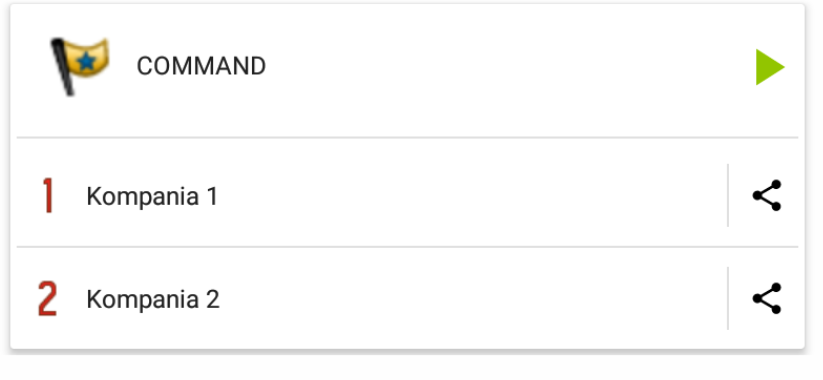 COMMAND
1 Kompania 1
2 Kompania 2